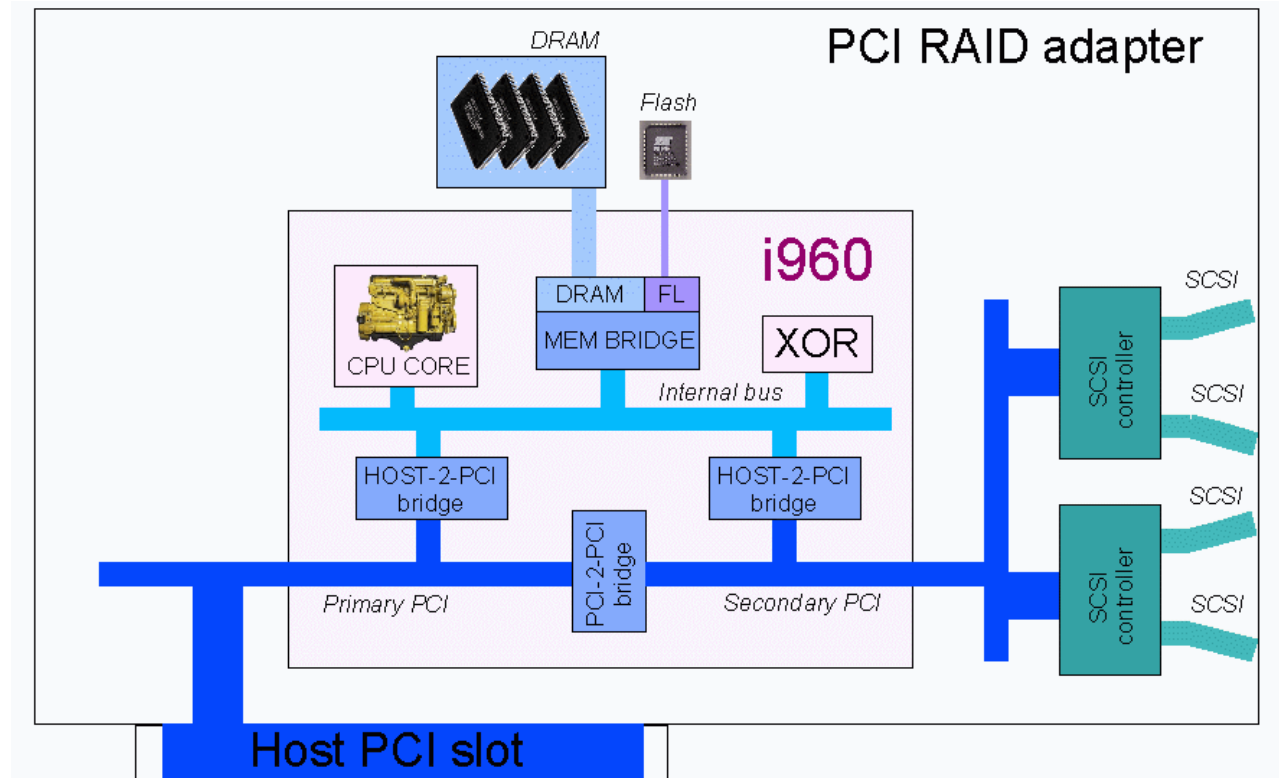 PCI RAID adapter
DRAM
Flash
i960
DRAM
FL
MEM BRIDGE
CPU CORE
XOR
Internal bus
HOST-2-PCI
bridge
HOST-2-PCI
bridge
PCI-2-PCI
bridge
Primary PCI
Secondary PCI
SCSI
controller
SCSI
SCSI
SCSI
controller
SCSI
SCSI
Host PCI slot